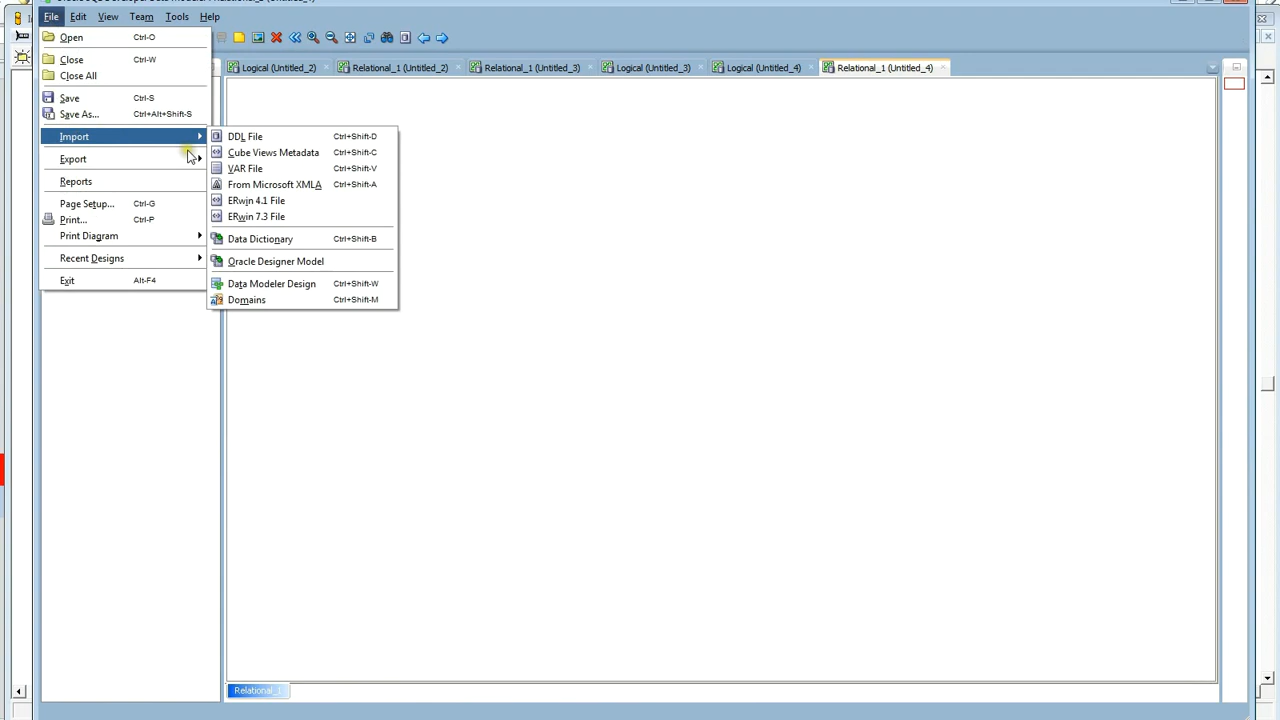 File Edit View Team Tools Help
Open Ctrl-O
Close Ctrl-W
Close All
Save Ctrl-S
Save As... Ctrl+Alt+Shift-S
Import
Export
Reports
Page Setup... Ctrl-G
Print... Ctrl-P
Print Diagram
Recent Designs
Exit Alt-F4
DDL File Ctrl+Shift-D
Cube Views Metadata Ctrl+Shift-C
VAR File Ctrl+Shift-V
From Microsoft XMLA Ctrl+Shift-A
ERwin 4.1 File
ERwin 7.3 File
Data Dictionary Ctrl+Shift-B
Oracle Designer Model
Data Modeler Design Ctrl+Shift-W
Domains Ctrl+Shift-M
Logical (Untitled_2) Relational_1 (Untitled_2) Relational_1 (Untitled_3) Logical (Untitled_3) Logical (Untitled_4) Relational_1 (Untitled_4)
Relational_1